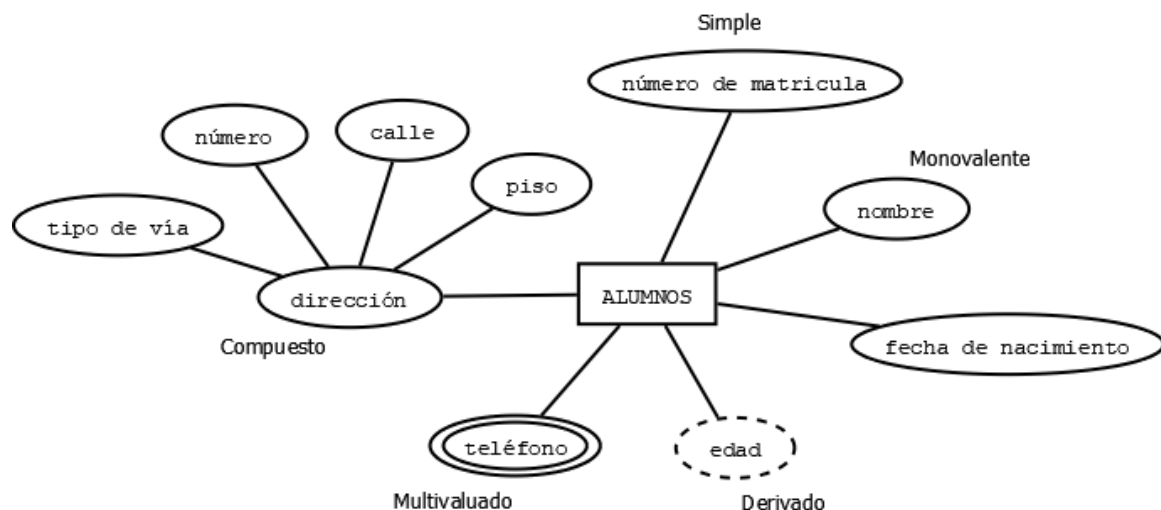 Simple
número de matricula
número
calle
piso
Monovalente
nombre
tipo de vía
dirección
ALUMNOS
Compuesto
fecha de nacimiento
teléfono
edad
Multivaluado
Derivado